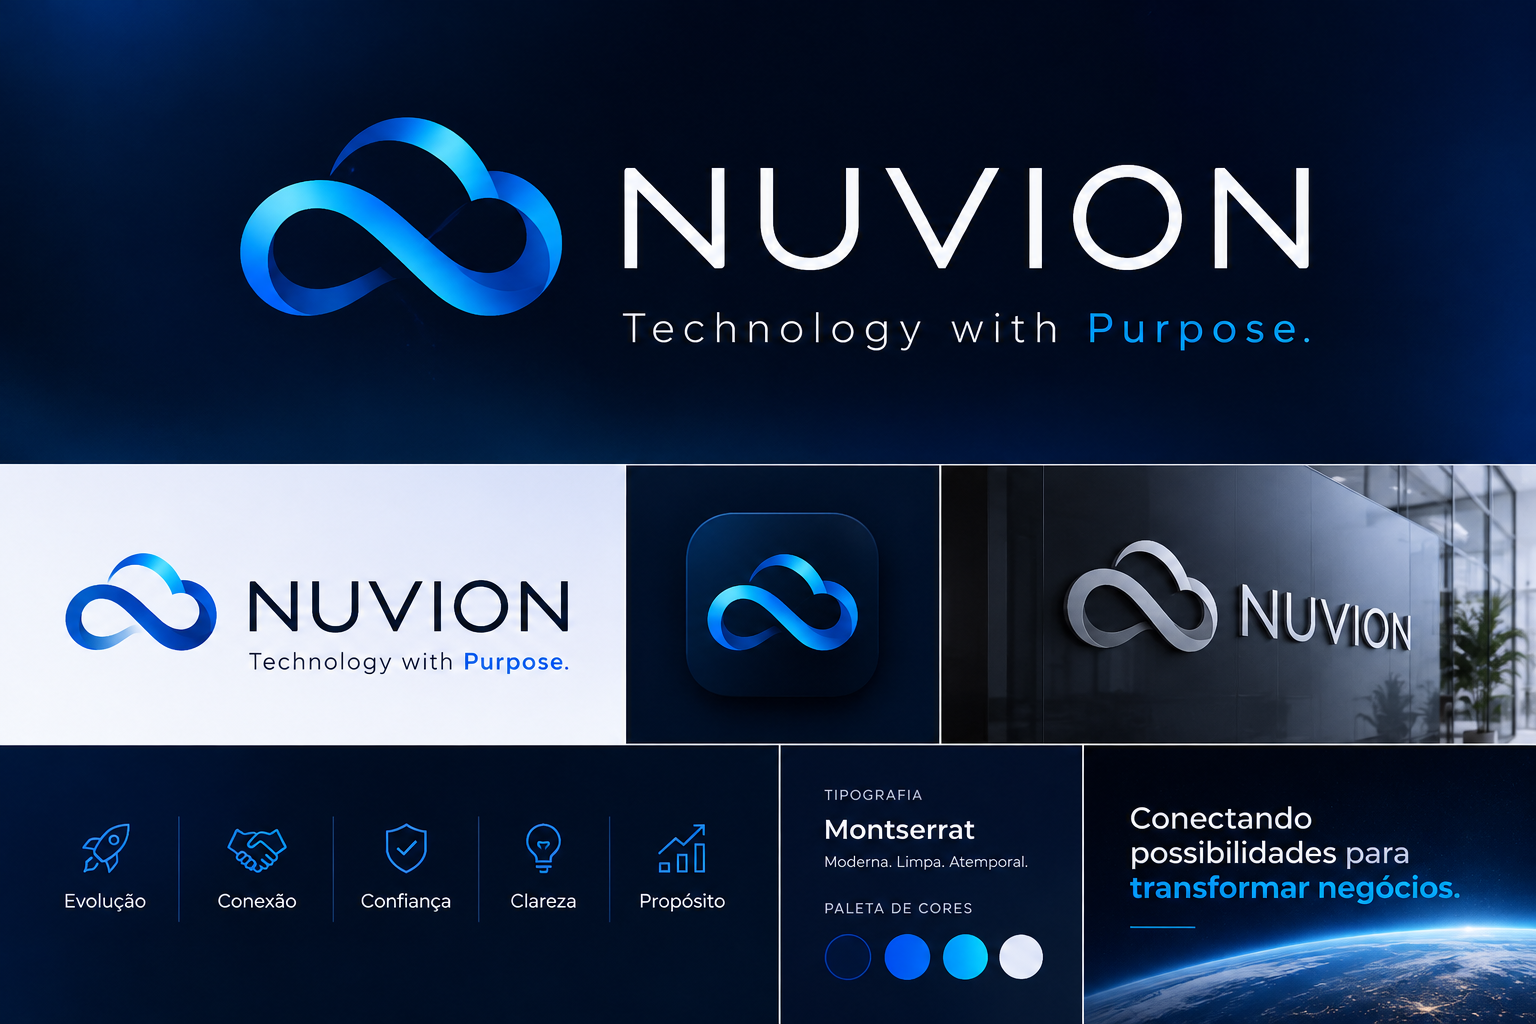 NUVION
Technology with Purpose.
NUVION
Technology with Purpose.
NUVION
Evolução
Conexão
Confiança
Clareza
Propósito
TIPOGRAFIA
Montserrat
Moderna. Limpa. Atemporal.
PALETA DE CORES
Conectando
possibilidades para
transformar negócios.